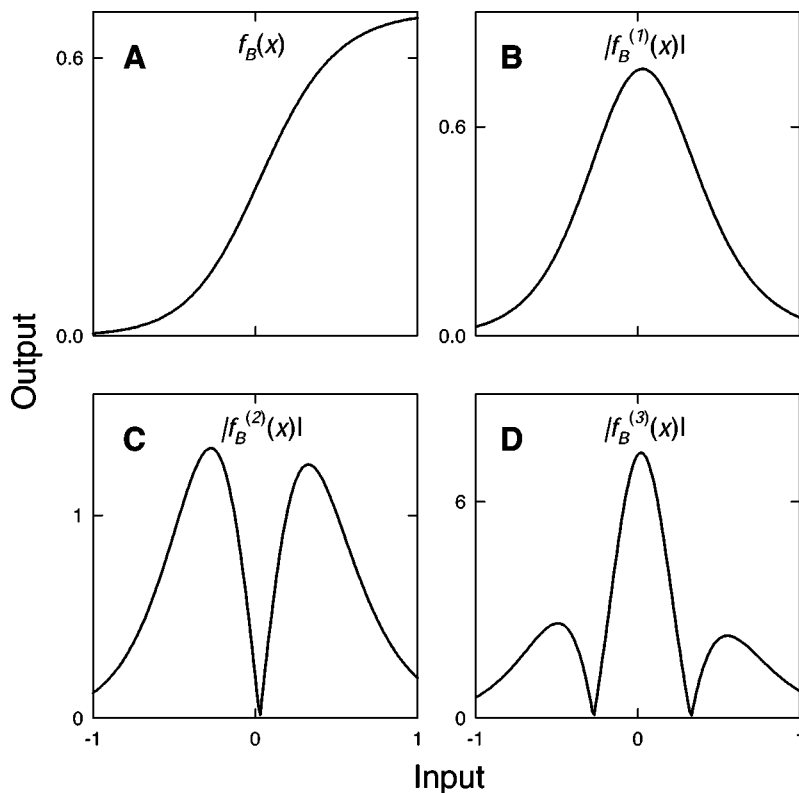 A
f_B(x)
0.6
0.0
B
|f_B^(1)(x)|
0.6
0.0
Output
C
|f_B^(2)(x)|
1
0
-1
0
1
D
|f_B^(3)(x)|
6
0
-1
0
1
Input